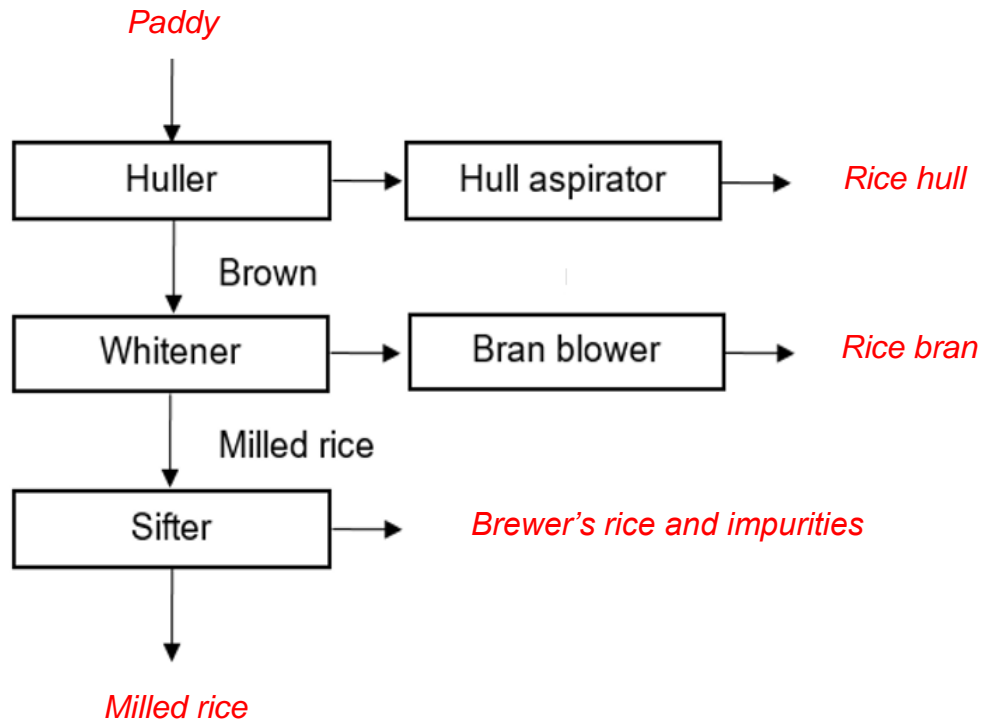 Paddy
Huller
Hull aspirator
Rice hull
Brown
Whitener
Bran blower
Rice bran
Milled rice
Sifter
Brewer’s rice and impurities
Milled rice